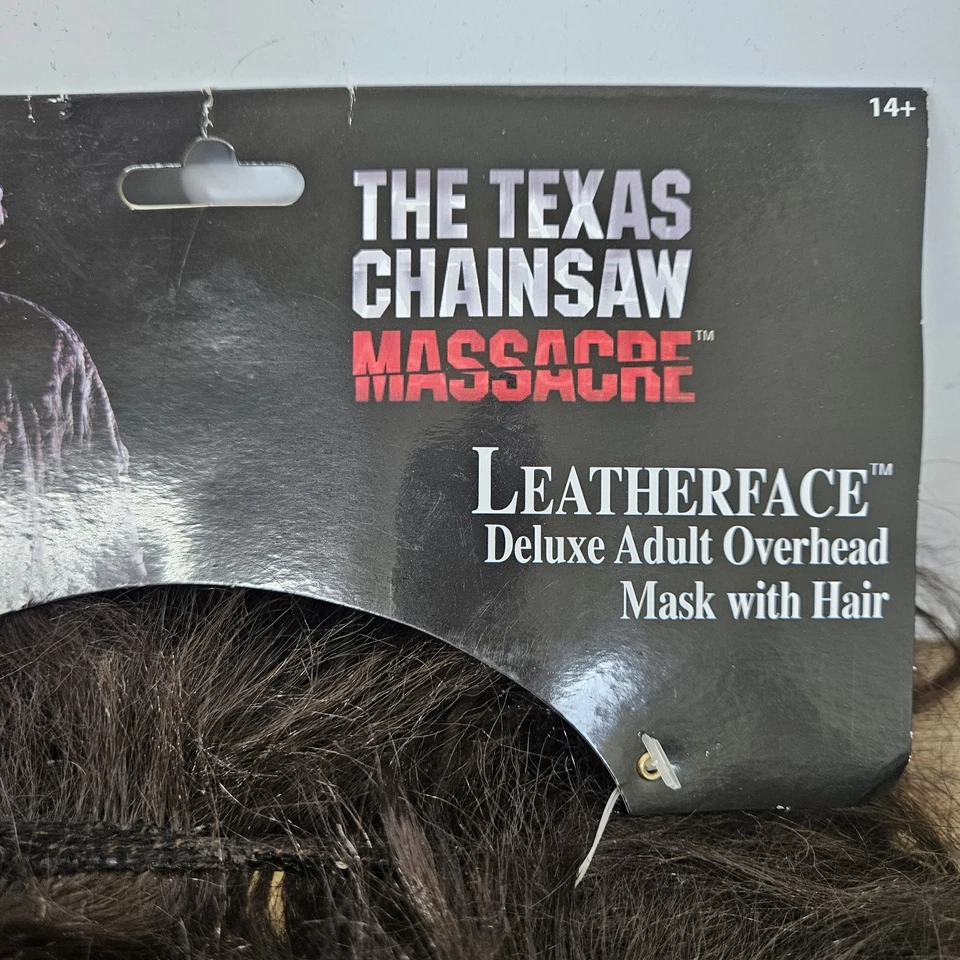 14+
THE TEXAS
CHAINSAW
MASSACRE™
LEATHERFACE™
Deluxe Adult Overhead
Mask with Hair